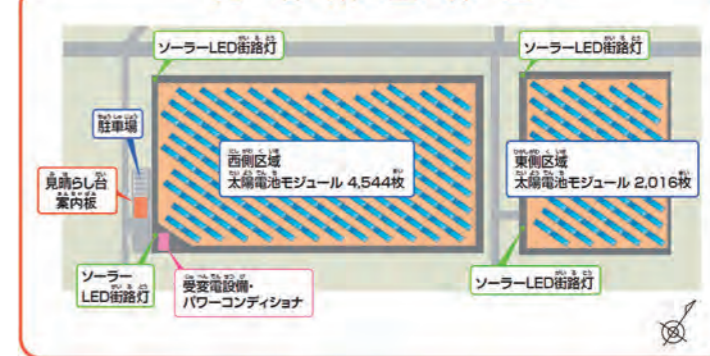 ソーラーLED街路灯
ソーラーLED街路灯
駐車場
西側区域
太陽電池モジュール 4,544枚
東側区域
太陽電池モジュール 2,016枚
見晴らし台
案内板
ソーラー
LED街路灯
受変電設備・
パワーコンディショナ
ソーラーLED街路灯